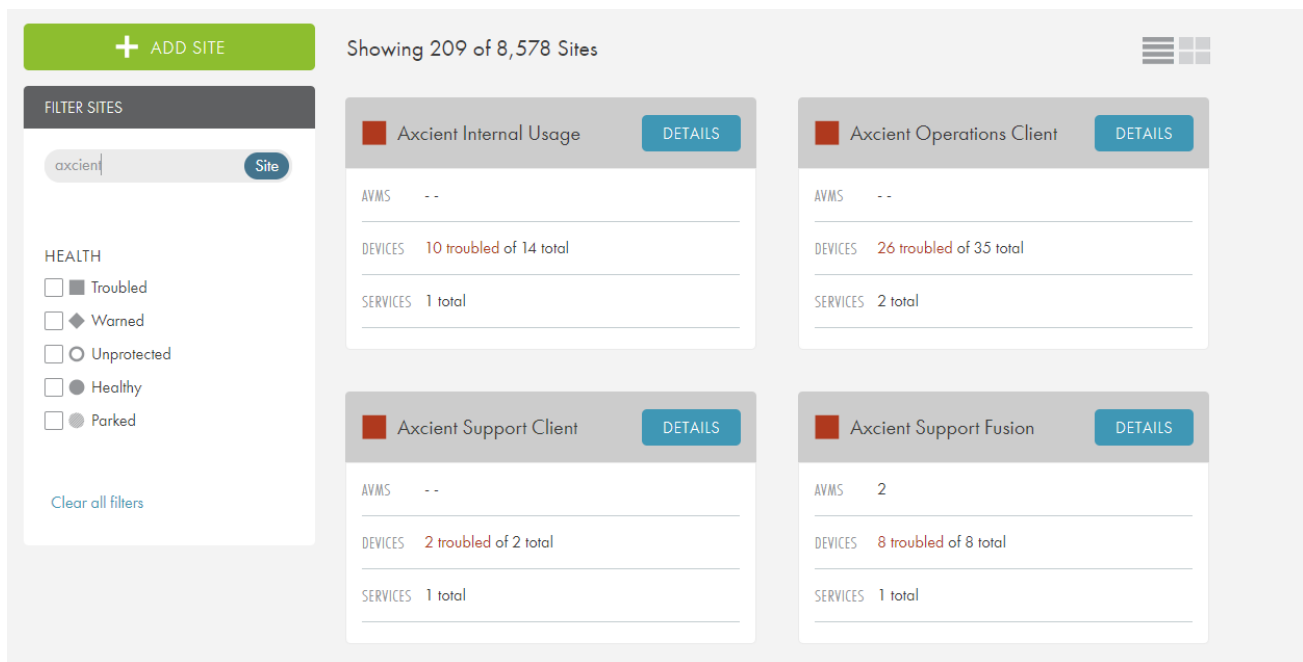 ADD SITE
Showing 209 of 8,578 Sites
FILTER SITES
axcient
Site
HEALTH
Troubled
Warned
Unprotected
Healthy
Parked
Clear all filters
Axcient Internal Usage
DETAILS
AVMS - -
DEVICES 10 troubled of 14 total
SERVICES 1 total
Axcient Operations Client
DETAILS
AVMS - -
DEVICES 26 troubled of 35 total
SERVICES 2 total
Axcient Support Client
DETAILS
AVMS - -
DEVICES 2 troubled of 2 total
SERVICES 1 total
Axcient Support Fusion
DETAILS
AVMS 2
DEVICES 8 troubled of 8 total
SERVICES 1 total